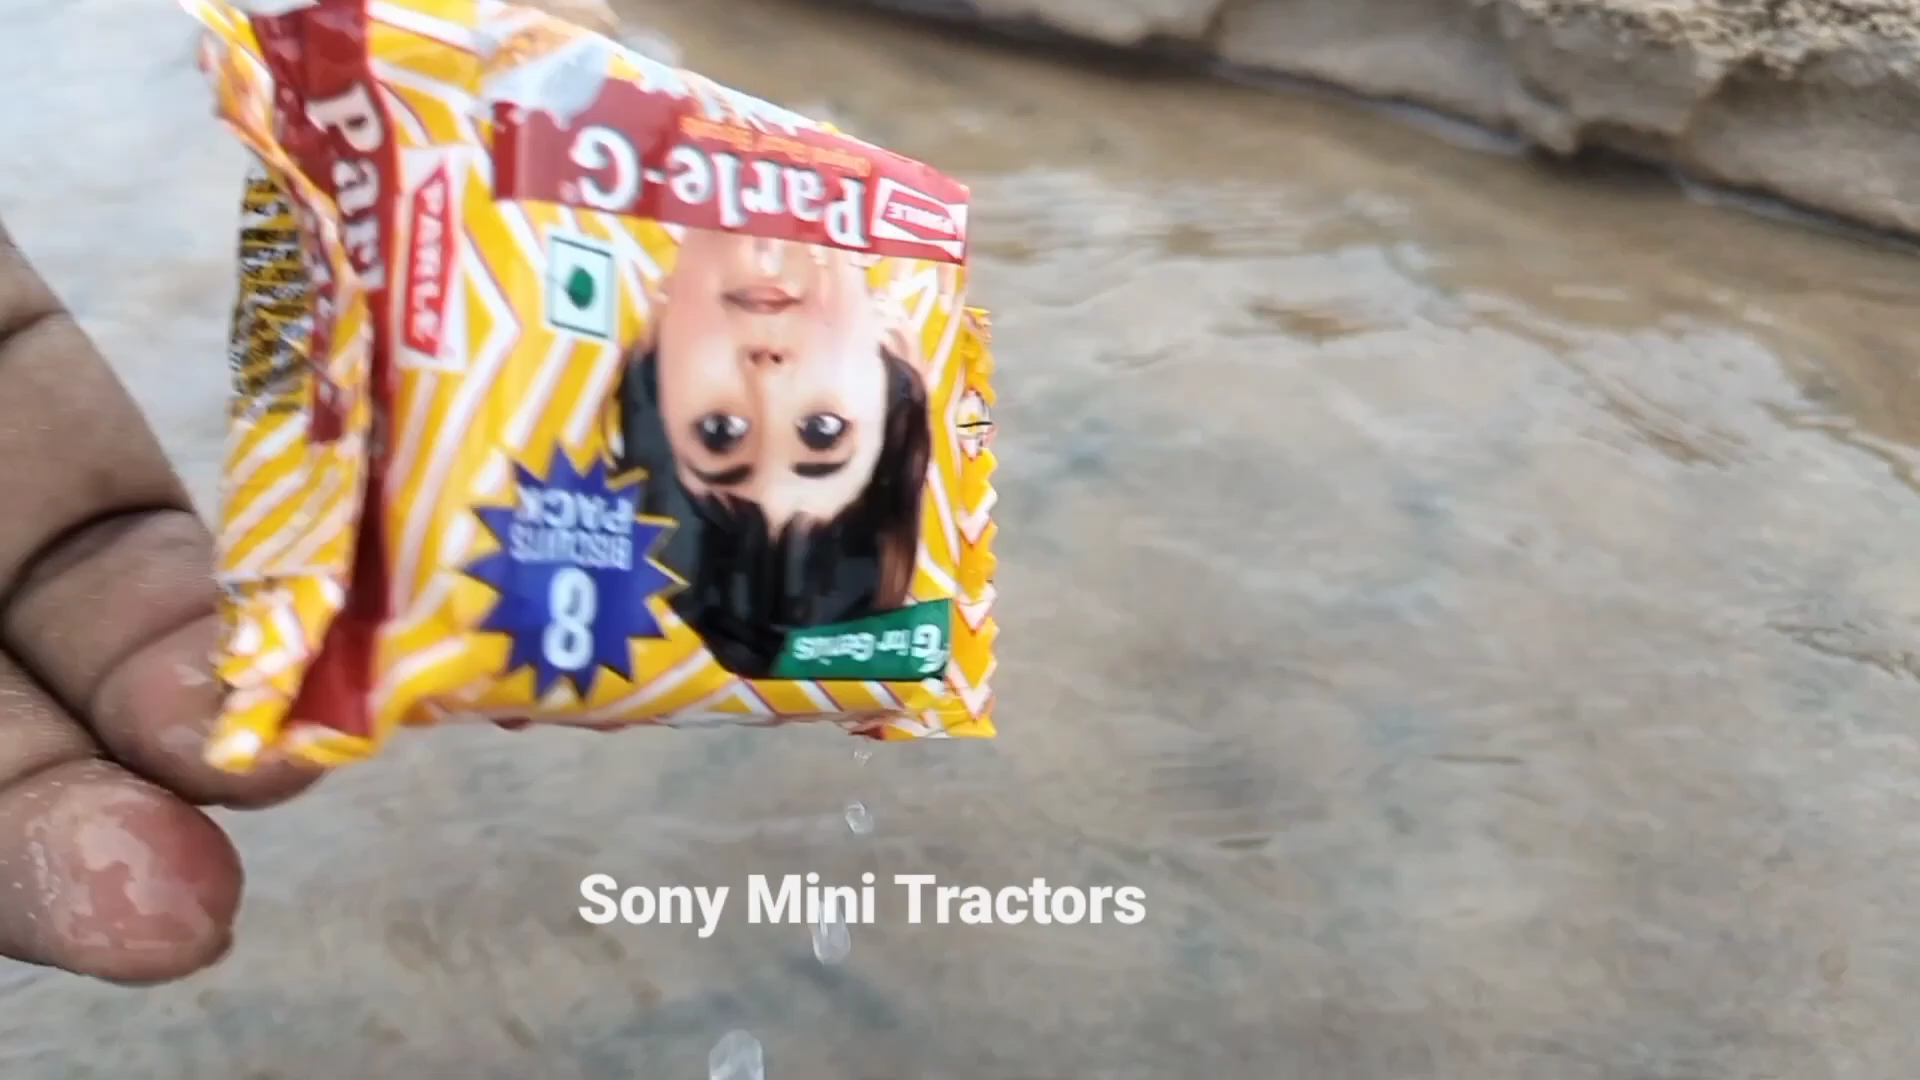 Parle-G
PARLE
Parl
PARLE
8
BISCUITS
PACK
G for Genius
Sony Mini Tractors